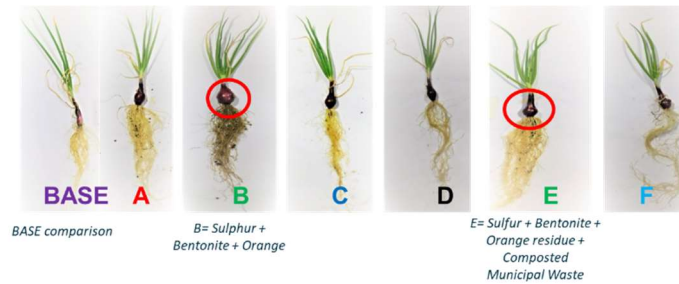 BASE A B C D E F
BASE comparison
B= Sulphur +
Bentonite + Orange
E= Sulfur + Bentonite +
Orange residue +
Composted
Municipal Waste